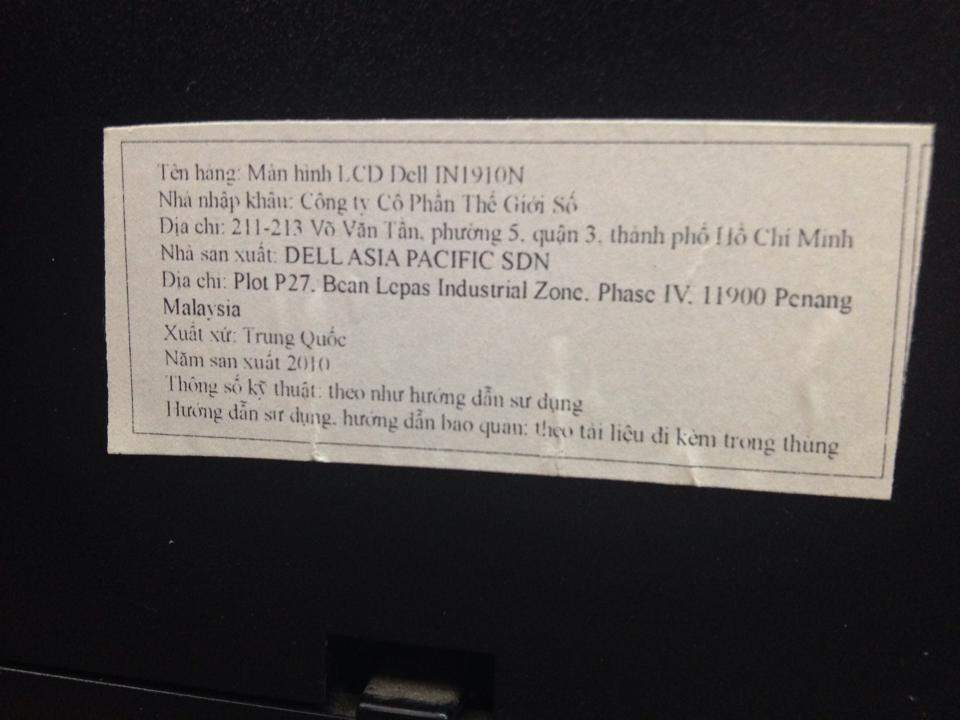 Tên hàng: Màn hình LCD Dell IN1910N
Nhà nhập khẩu: Công ty Cổ Phần Thế Giới Số
Địa chỉ: 211-213 Võ Văn Tần, phường 5, quận 3, thành phố Hồ Chí Minh
Nhà sản xuất: DELL ASIA PACIFIC SDN
Địa chỉ: Plot P27, Bean Lepas Industrial Zone, Phase IV, 11900 Penang
Malaysia
Xuất xứ: Trung Quốc
Năm sản xuất 2010
Thông số kỹ thuật: theo như hướng dẫn sử dụng
Hướng dẫn sử dụng, hướng dẫn bảo quản: theo tài liệu đi kèm trong thùng